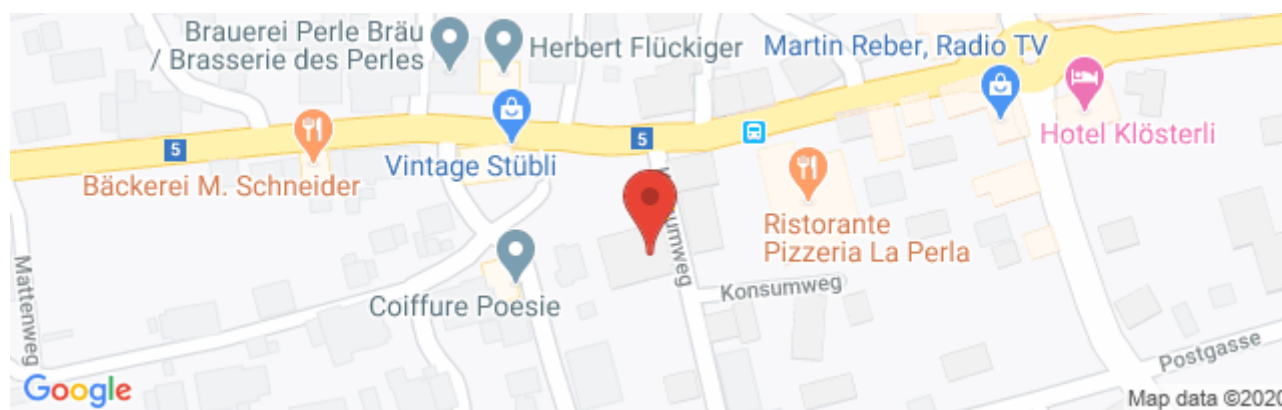 Brauerei Perle Bräu
/ Brasserie des Perles
Herbert Flückiger
Martin Reber, Radio TV
5
5
Hotel Klösterli
Vintage Stübli
Bäckerei M. Schneider
Ristorante
Pizzeria La Perla
Mattenweg
Coiffure Poesie
Konsumweg
Postgasse
Google
Map data ©2020